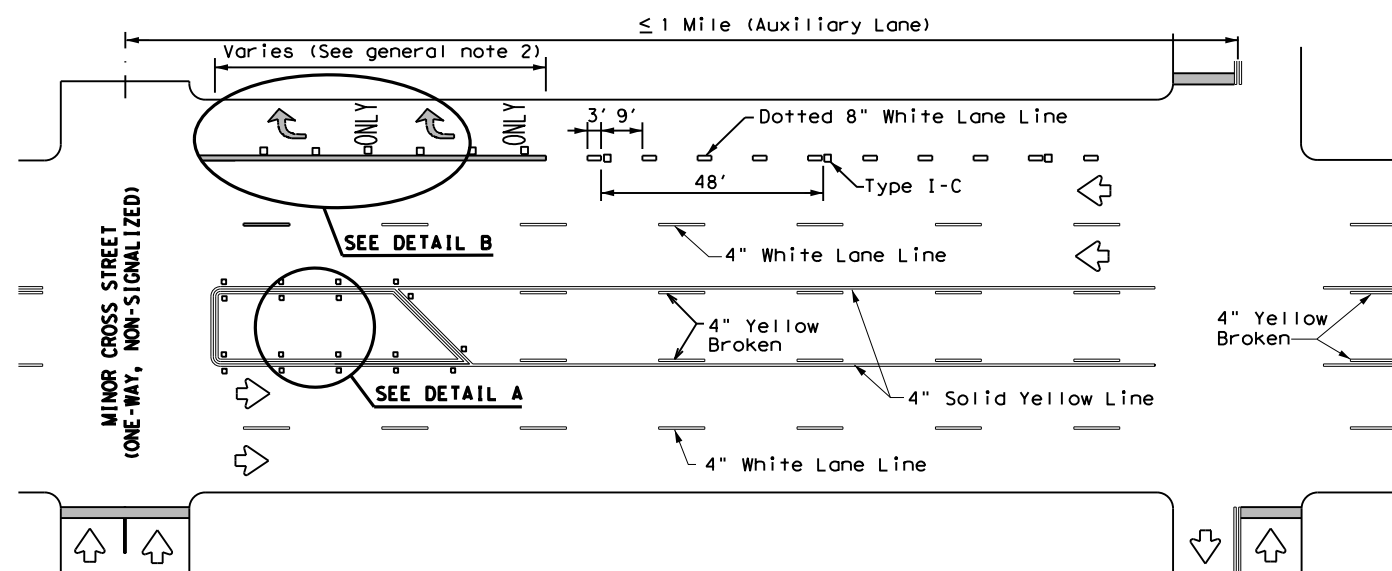 ≤ 1 Mile (Auxiliary Lane)
Varies (See general note 2)
ONLY
ONLY
3' 9'
Dotted 8" White Lane Line
48'
Type I-C
SEE DETAIL B
4" White Lane Line
MINOR CROSS STREET
(ONE-WAY, NON-SIGNALIZED)
4" Yellow
Broken
4" Yellow
Broken
SEE DETAIL A
4" Solid Yellow Line
4" White Lane Line